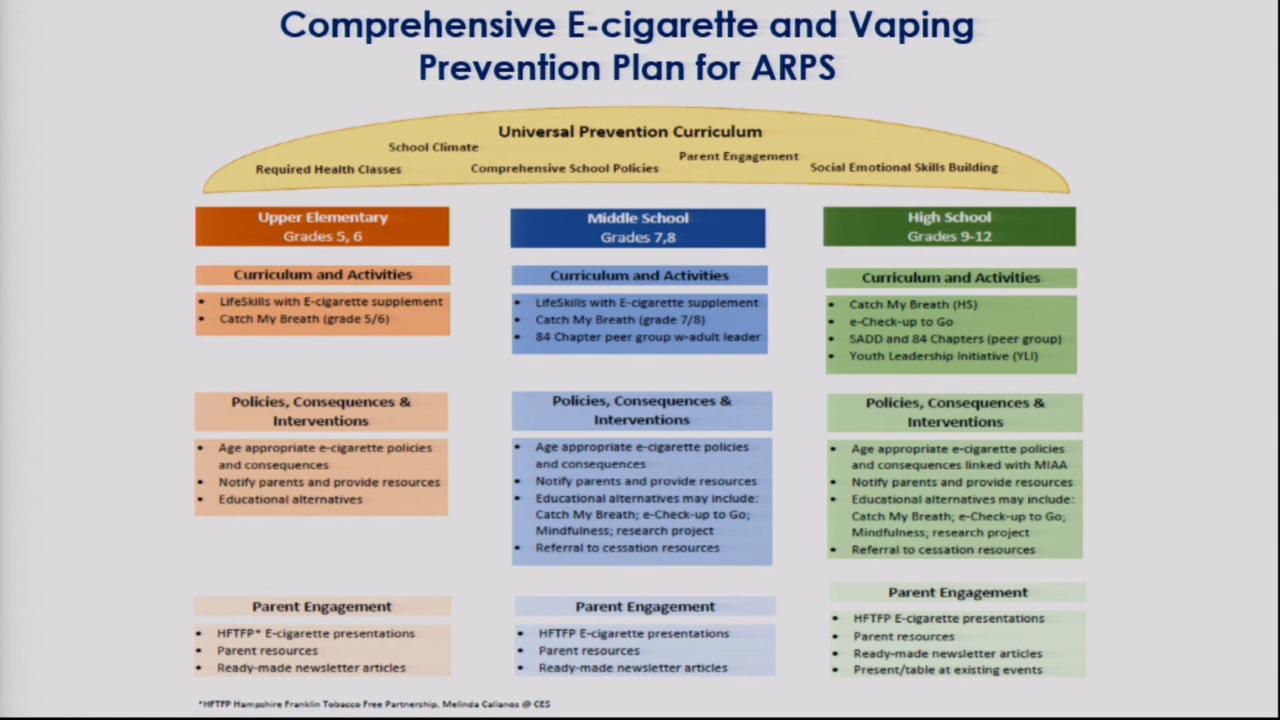 Comprehensive E-cigarette and Vaping
Prevention Plan for ARPS
Universal Prevention Curriculum
School Climate
Parent Engagement
Required Health Classes
Comprehensive School Policies
Social Emotional Skills Building
Upper Elementary
Grades 5, 6
Curriculum and Activities
• LifeSkills with E-cigarette supplement
• Catch My Breath (grade 5/6)
Policies, Consequences &
Interventions
• Age appropriate e-cigarette policies
and consequences
• Notify parents and provide resources
• Educational alternatives
Parent Engagement
• HFTFP* E-cigarette presentations
• Parent resources
• Ready-made newsletter articles
Middle School
Grades 7,8
Curriculum and Activities
• LifeSkills with E-cigarette supplement
• Catch My Breath (grade 7/8)
• 84 Chapter peer group w-adult leader
Policies, Consequences &
Interventions
• Age appropriate e-cigarette policies
and consequences
• Notify parents and provide resources
• Educational alternatives may include:
Catch My Breath; e-Check-up to Go;
Mindfulness; research project
• Referral to cessation resources
Parent Engagement
• HFTFP E-cigarette presentations
• Parent resources
• Ready-made newsletter articles
High School
Grades 9-12
Curriculum and Activities
• Catch My Breath (HS)
• e-Check-up to Go
• SADD and 84 Chapters (peer group)
• Youth Leadership Initiative (YLI)
Policies, Consequences &
Interventions
• Age appropriate e-cigarette policies
and consequences linked with MIAA
• Notify parents and provide resources
• Educational alternatives may include:
Catch My Breath; e-Check-up to Go;
Mindfulness; research project
• Referral to cessation resources
Parent Engagement
• HFTFP E-cigarette presentations
• Parent resources
• Ready-made newsletter articles
• Present/table at existing events
*HFTFP Hampshire Franklin Tobacco Free Partnership, Melinda Calianos @ CES